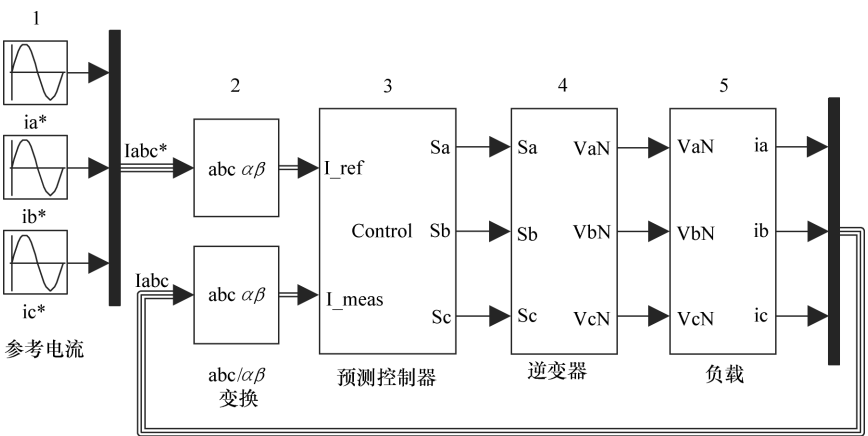 1
2
3
4
5
ia*
ib*
ic*
参考电流
Iabc*
Iabc
abc αβ
abc αβ
abc/αβ
变换
I_ref
I_meas
Control
Sa
Sb
Sc
预测控制器
Sa
Sb
Sc
VaN
VbN
VcN
逆变器
VaN
VbN
VcN
ia
ib
ic
负载